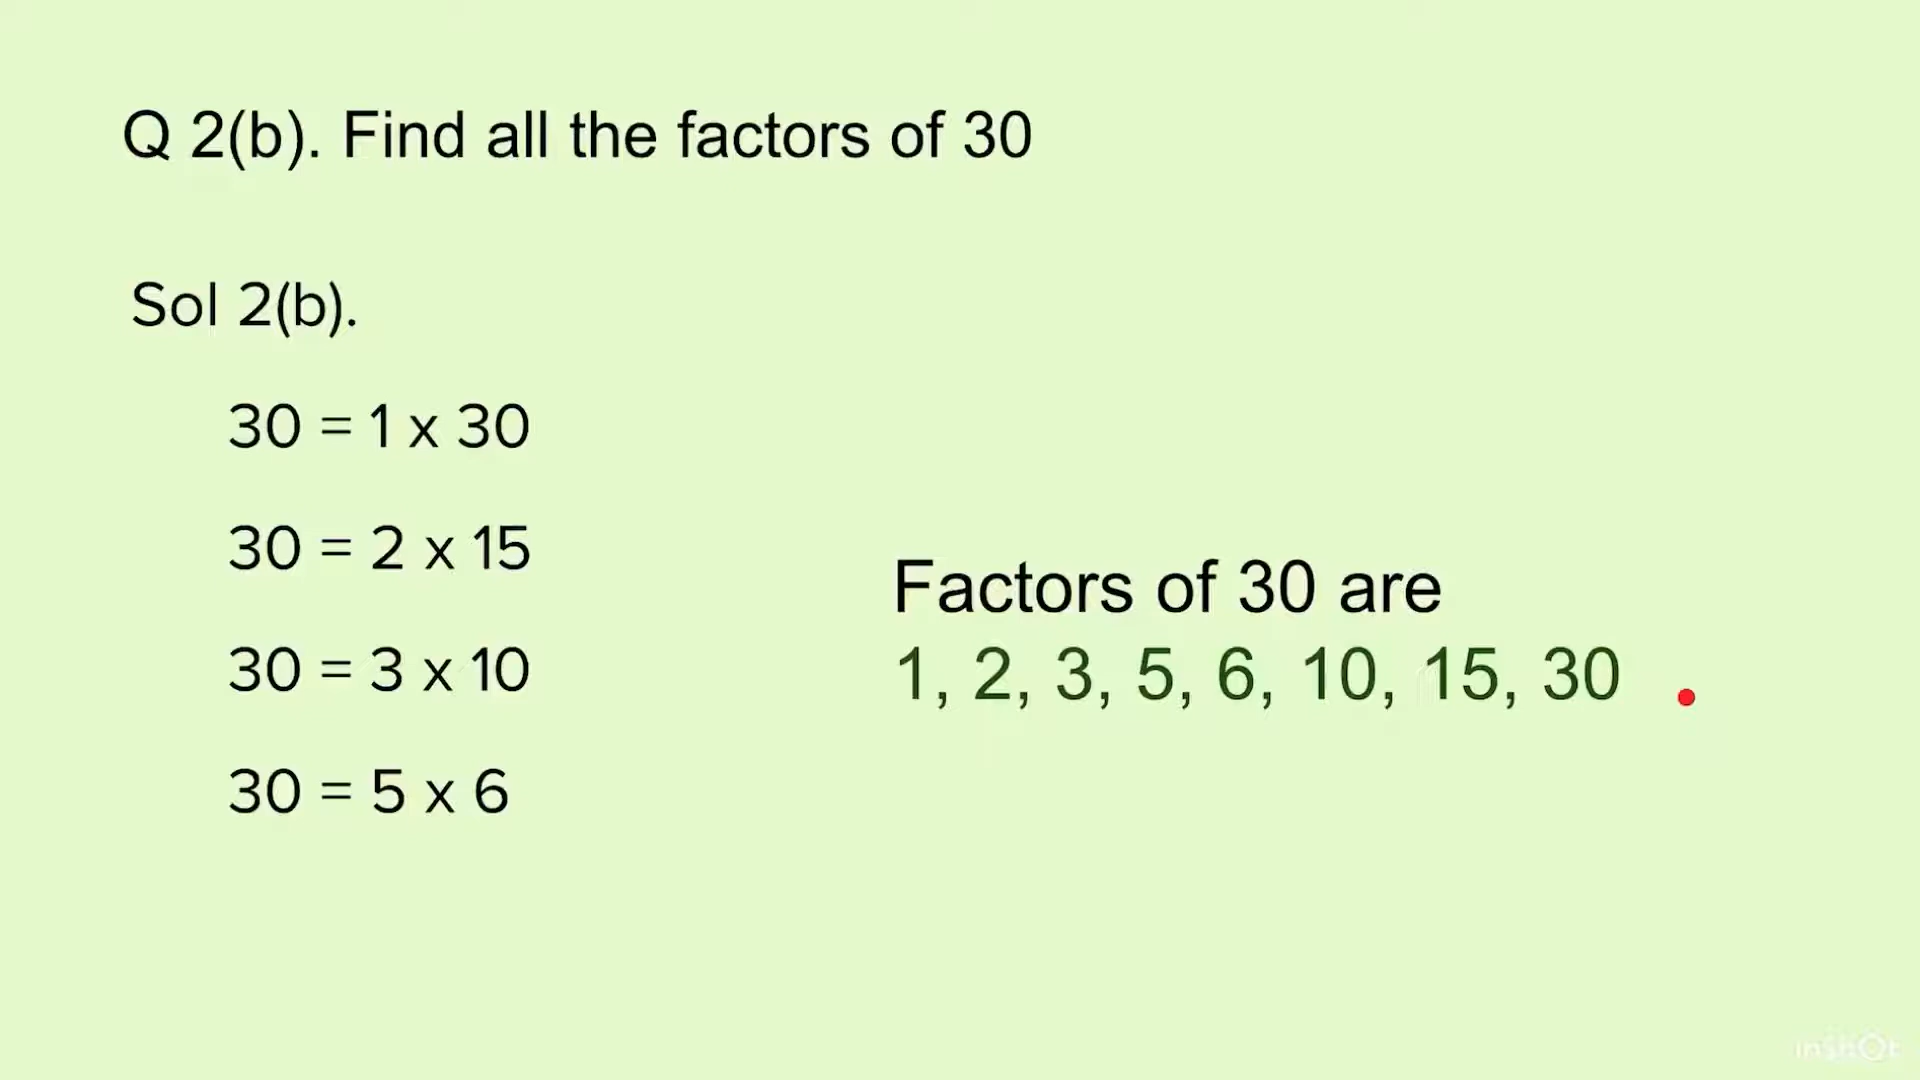 Q 2(b). Find all the factors of 30
Sol 2(b).
30 = 1 x 30
30 = 2 x 15
30 = 3 x 10
30 = 5 x 6
Factors of 30 are
1, 2, 3, 5, 6, 10, 15, 30
InShOt